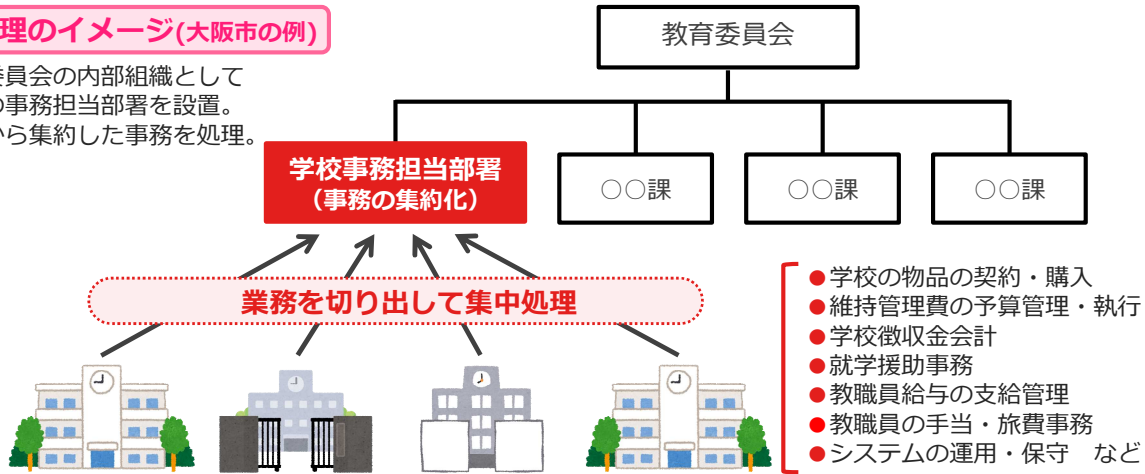 理のイメージ(大阪市の例)
委員会の内部組織として
の事務担当部署を設置。
から集約した事務を処理。
教育委員会
学校事務担当部署
（事務の集約化）
○○課
○○課
○○課
業務を切り出して集中処理
●学校の物品の契約・購入
●維持管理費の予算管理・執行
●学校徴収金会計
●就学援助事務
●教職員給与の支給管理
●教職員の手当・旅費事務
●システムの運用・保守　など